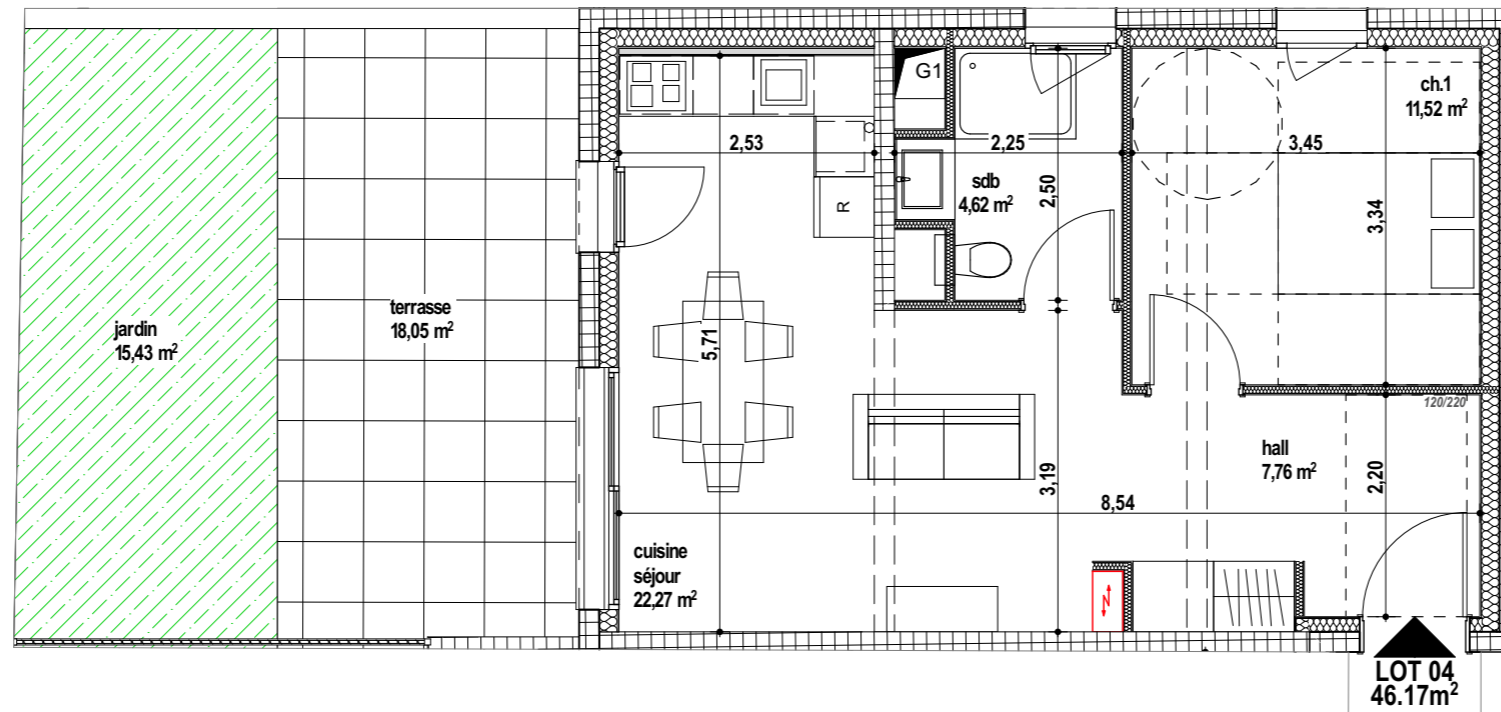 G1
ch.1
11,52 m²
2,53
2,25
3,45
sdb
4,62 m²
2,50
3,34
R
terrasse
18,05 m²
jardin
15,43 m²
5,71
120/220
hall
7,76 m²
3,19
2,20
8,54
cuisine
séjour
22,27 m²
LOT 04
46.17m²